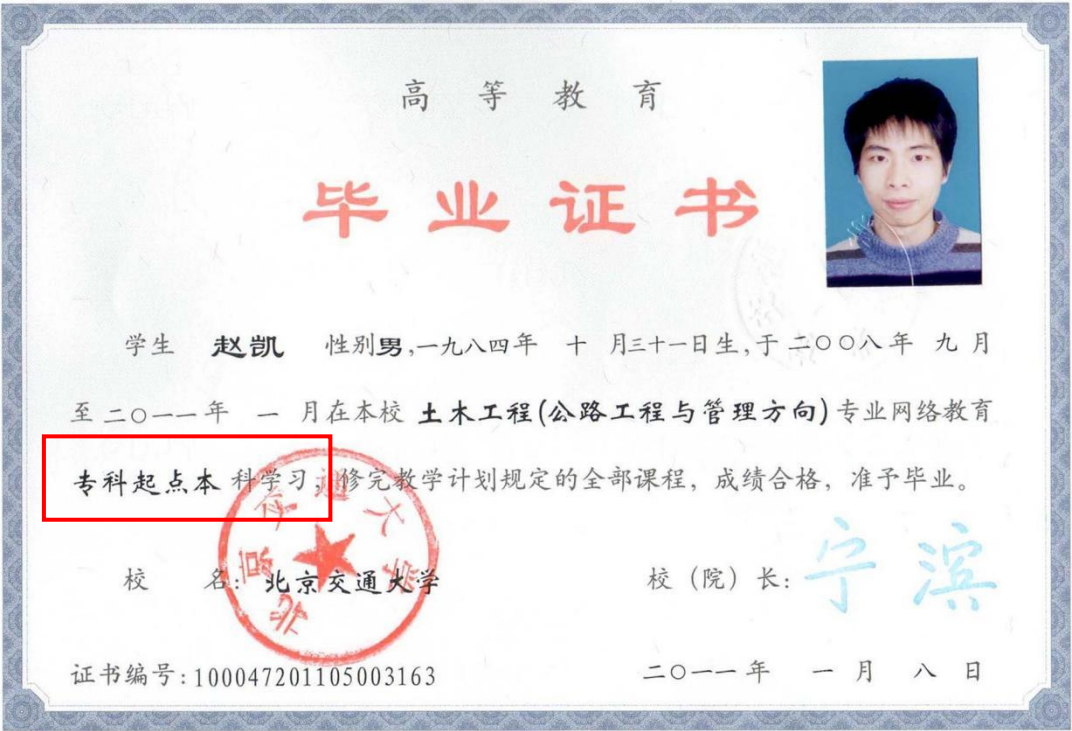 高等教育
毕业证书
学生 赵凯 性别男,一九八四年 十 月三十一日生,于二〇〇八年 九月
至二〇一一年 一 月在本校 土木工程(公路工程与管理方向)专业网络教育
专科起点本 科学习，修完教学计划规定的全部课程，成绩合格，准予毕业。
北京交通大学
校 名: 北京交通大学 校（院）长: 宁滨
证书编号:100047201105003163 二〇一一年 一 月 八 日